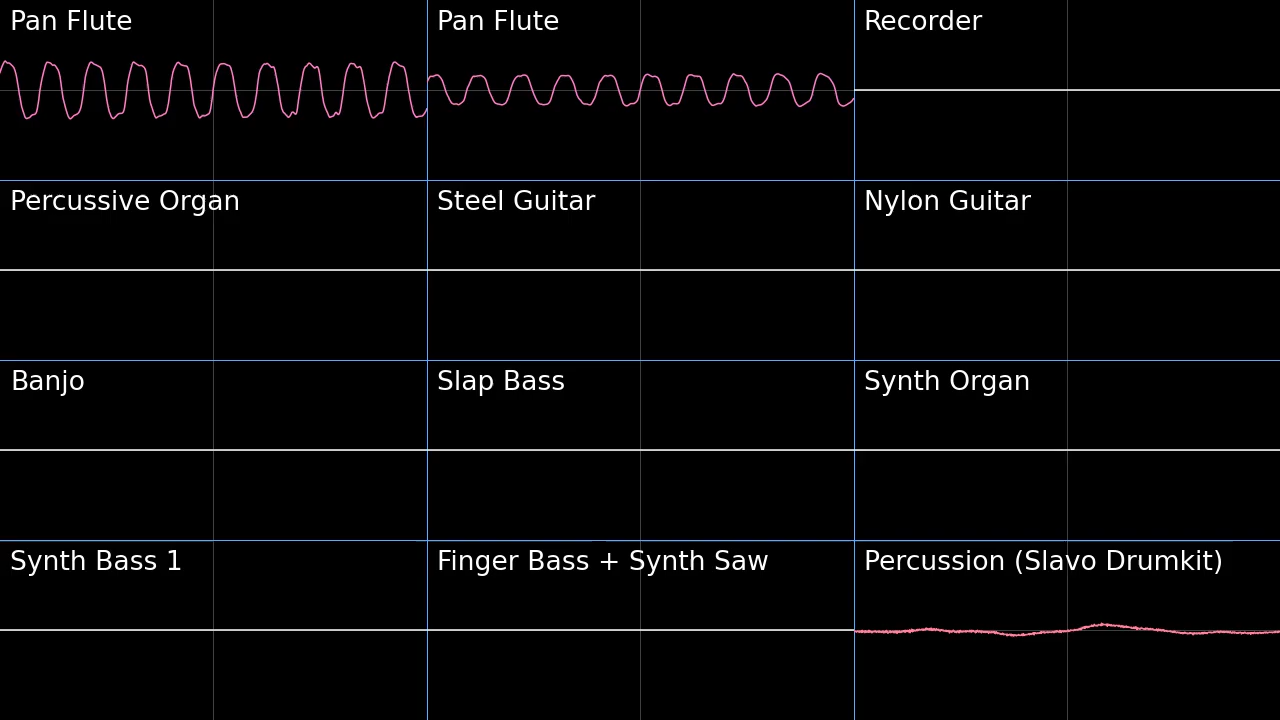 Pan Flute
Pan Flute
Recorder
Percussive Organ
Steel Guitar
Nylon Guitar
Banjo
Slap Bass
Synth Organ
Synth Bass 1
Finger Bass + Synth Saw
Percussion (Slavo Drumkit)